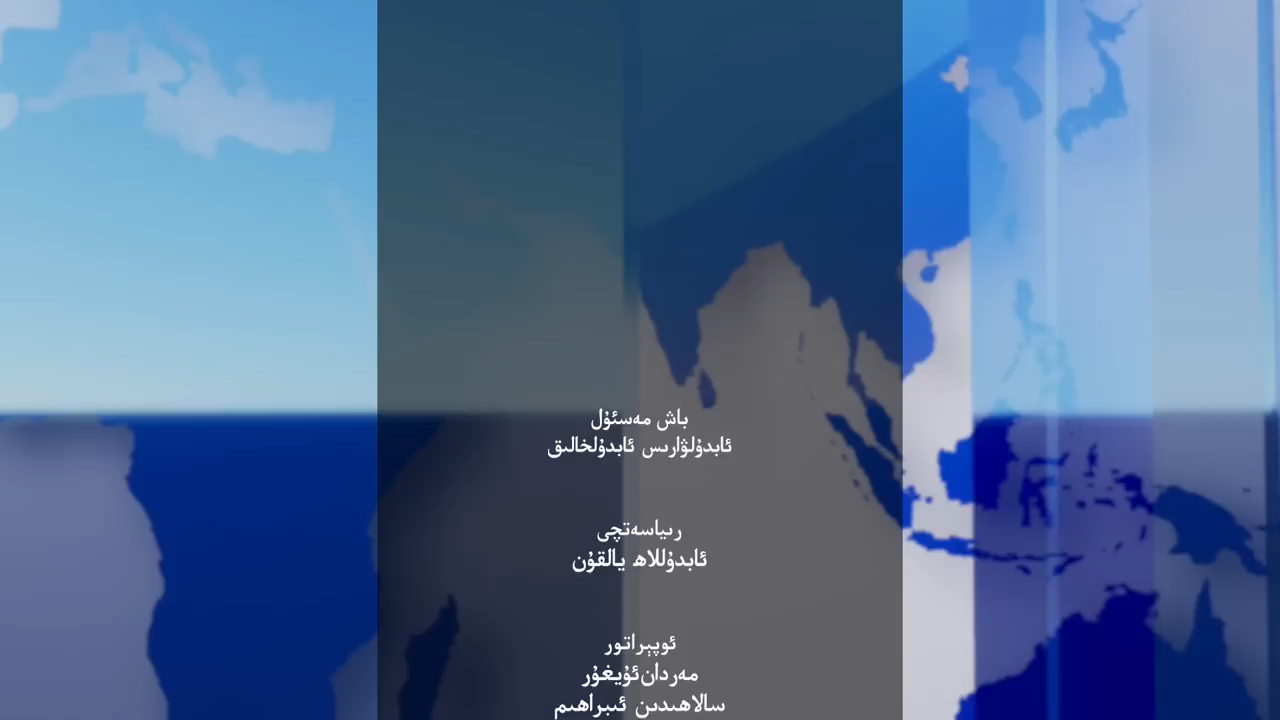 باش مەسئۇل
ئابدۇلۋارىس ئابدۇلخالىق
رىياسەتچى
ئابدۇللاھ يالقۇن
ئوپېراتور
مەردان ئۇيغۇر
سالاھىدىن ئىبراھىم